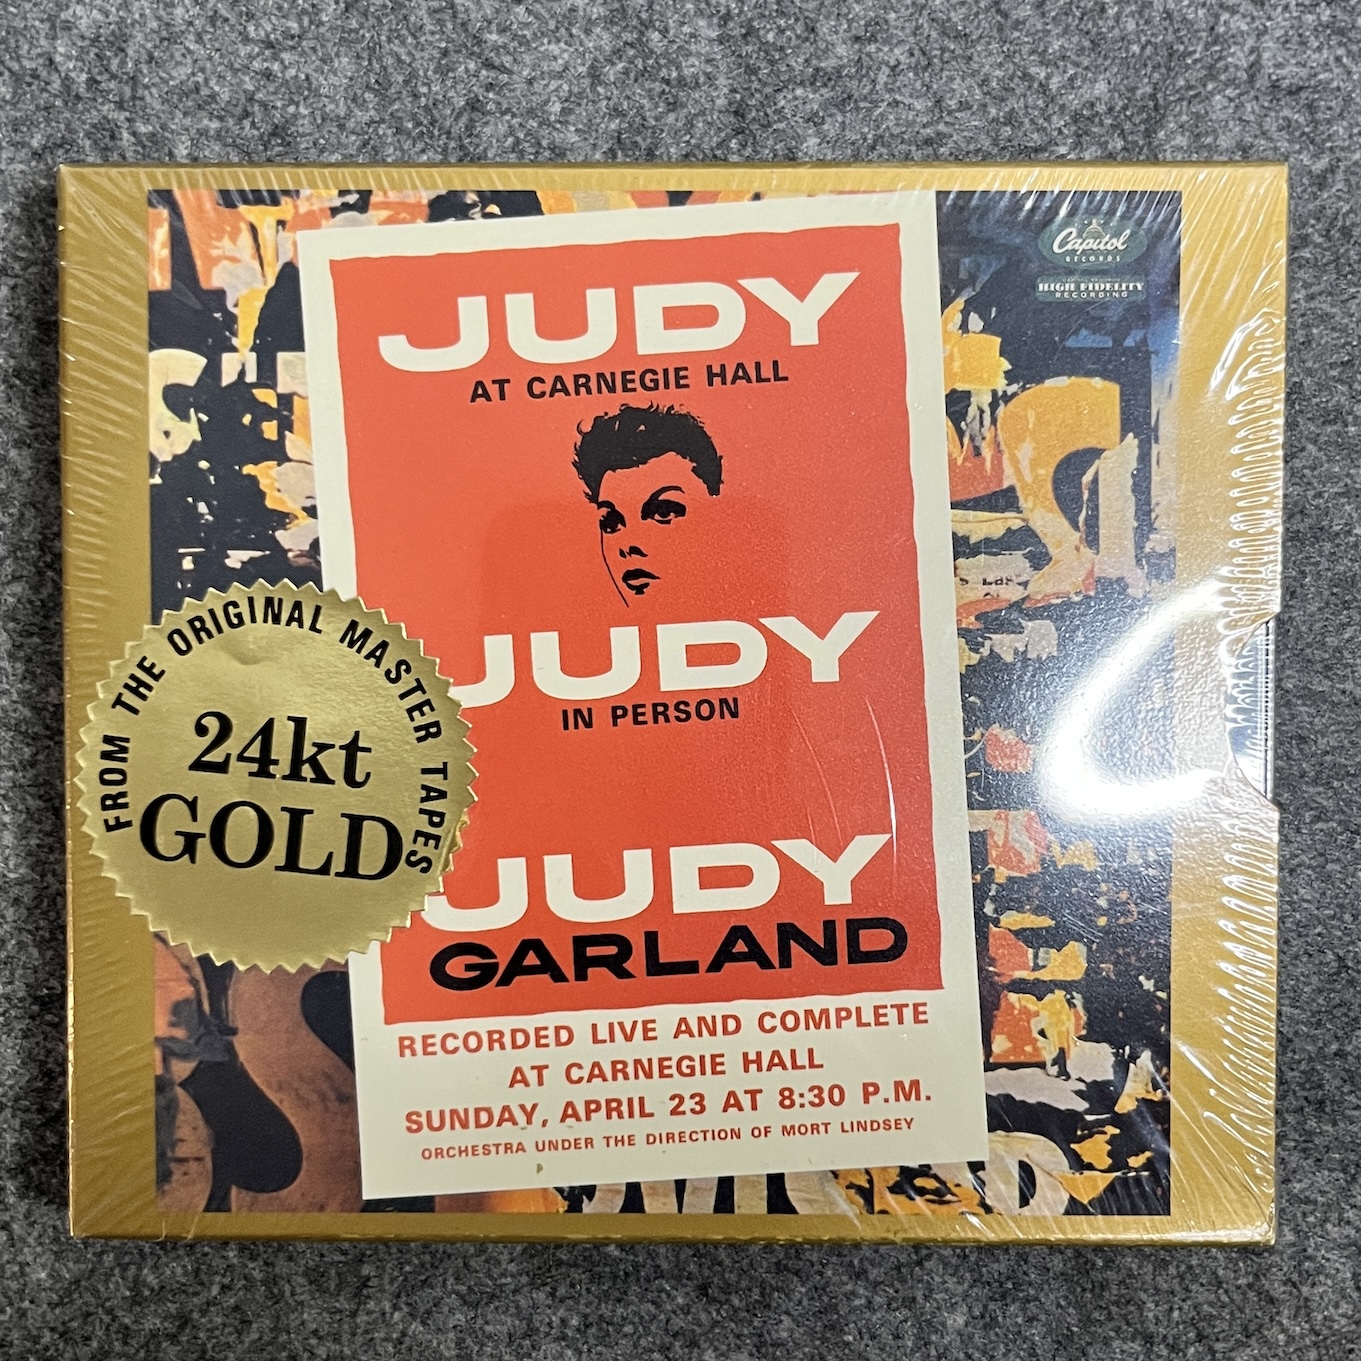 Capitol
RECORDS
HIGH FIDELITY
RECORDING
JUDY
AT CARNEGIE HALL
JUDY
IN PERSON
JUDY
GARLAND
RECORDED LIVE AND COMPLETE
AT CARNEGIE HALL
SUNDAY, APRIL 23 AT 8:30 P.M.
ORCHESTRA UNDER THE DIRECTION OF MORT LINDSEY
FROM THE ORIGINAL MASTER TAPES
24kt
GOLD